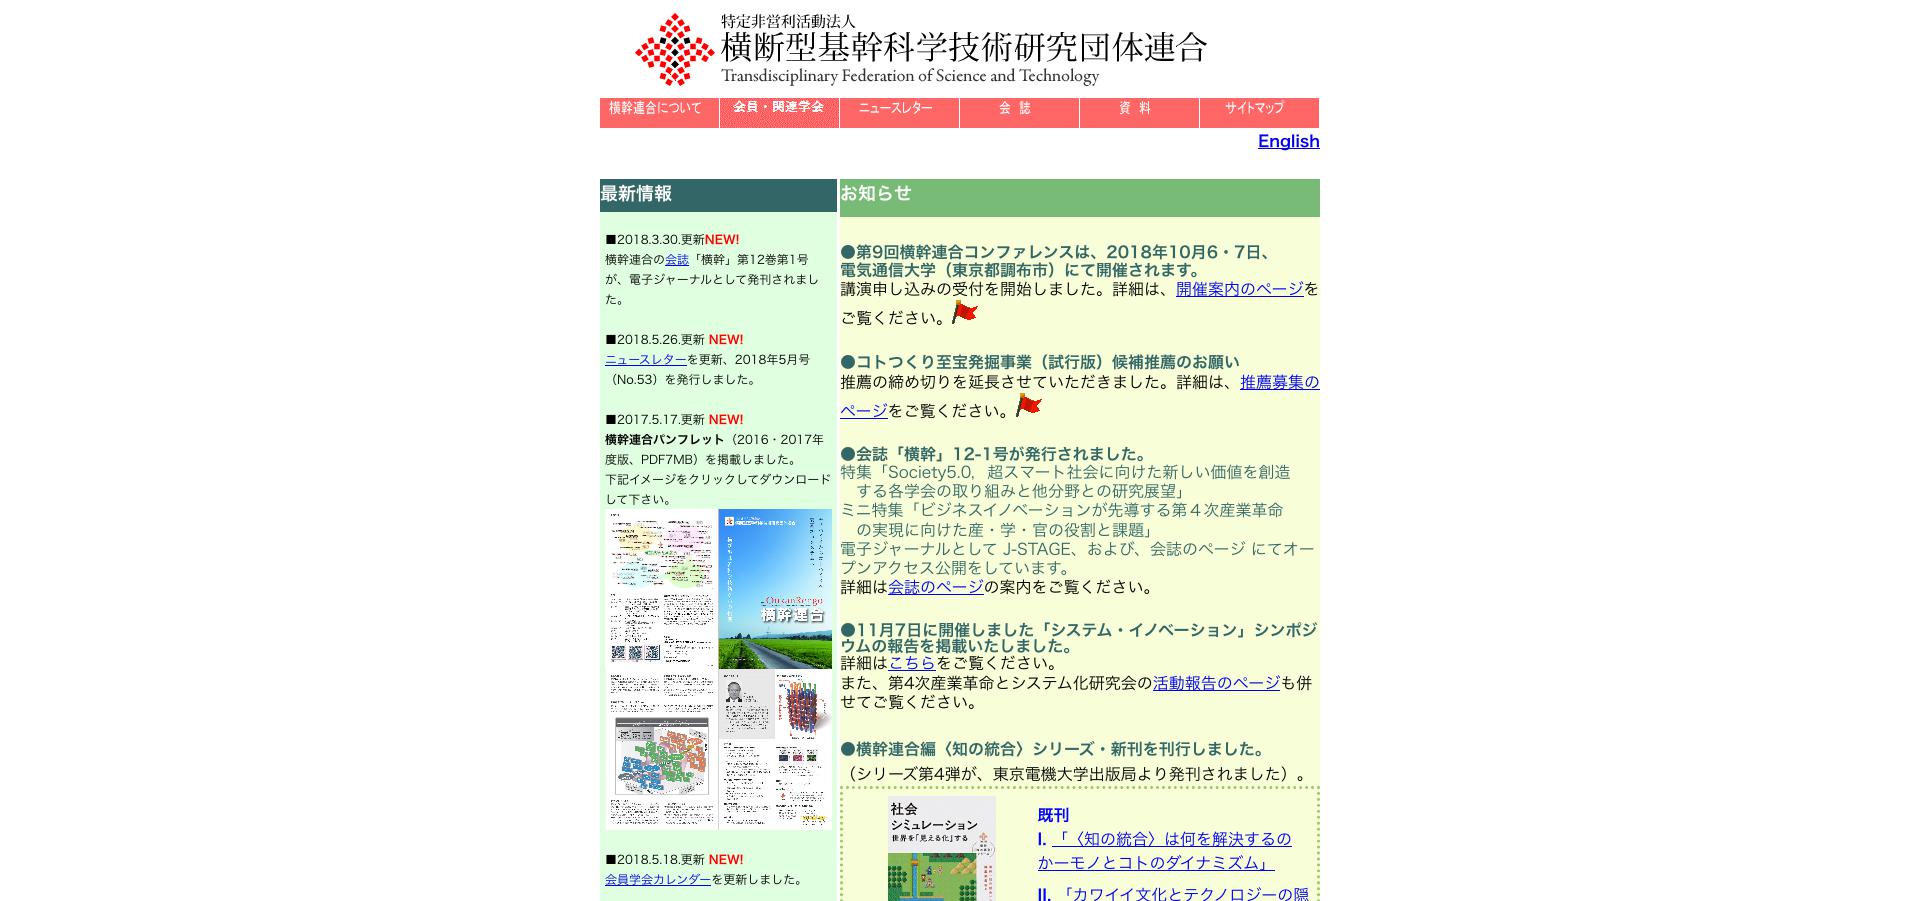 特定非営利活動法人
横断型基幹科学技術研究団体連合
Transdisciplinary Federation of Science and Technology
横幹連合について
会員・関連学会
ニュースレター
会 誌
資 料
サイトマップ
English
最新情報
■2018.3.30.更新NEW!
横幹連合の会誌「横幹」第12巻第1号
が、電子ジャーナルとして発刊されまし
た。
■2018.5.26.更新 NEW!
ニュースレターを更新、2018年5月号
（No.53）を発行しました。
■2017.5.17.更新 NEW!
横幹連合パンフレット（2016・2017年
度版、PDF7MB）を掲載しました。
下記イメージをクリックしてダウンロード
して下さい。
OukanRengo
横幹連合
■2018.5.18.更新 NEW!
会員学会カレンダーを更新しました。
お知らせ
●第9回横幹連合コンファレンスは、2018年10月6・7日、
電気通信大学（東京都調布市）にて開催されます。
講演申し込みの受付を開始しました。詳細は、開催案内のページを
ご覧ください。
●コトつくり至宝発掘事業（試行版）候補推薦のお願い
推薦の締め切りを延長させていただきました。詳細は、推薦募集の
ページをご覧ください。
●会誌「横幹」12-1号が発行されました。
特集「Society5.0，超スマート社会に向けた新しい価値を創造
する各学会の取り組みと他分野との研究展望」
ミニ特集「ビジネスイノベーションが先導する第４次産業革命
の実現に向けた産・学・官の役割と課題」
電子ジャーナルとして J-STAGE、および、会誌のページ にてオー
プンアクセス公開をしています。
詳細は会誌のページの案内をご覧ください。
●11月7日に開催しました「システム・イノベーション」シンポジ
ウムの報告を掲載いたしました。
詳細はこちらをご覧ください。
また、第4次産業革命とシステム化研究会の活動報告のページも併
せてご覧ください。
●横幹連合編〈知の統合〉シリーズ・新刊を刊行しました。
（シリーズ第4弾が、東京電機大学出版局より発刊されました）。
社会
シミュレーション
世界を「見える化」する
既刊
I. 「〈知の統合〉は何を解決するの
かーモノとコトのダイナミズム」
II. 「カワイイ文化とテクノロジーの隠